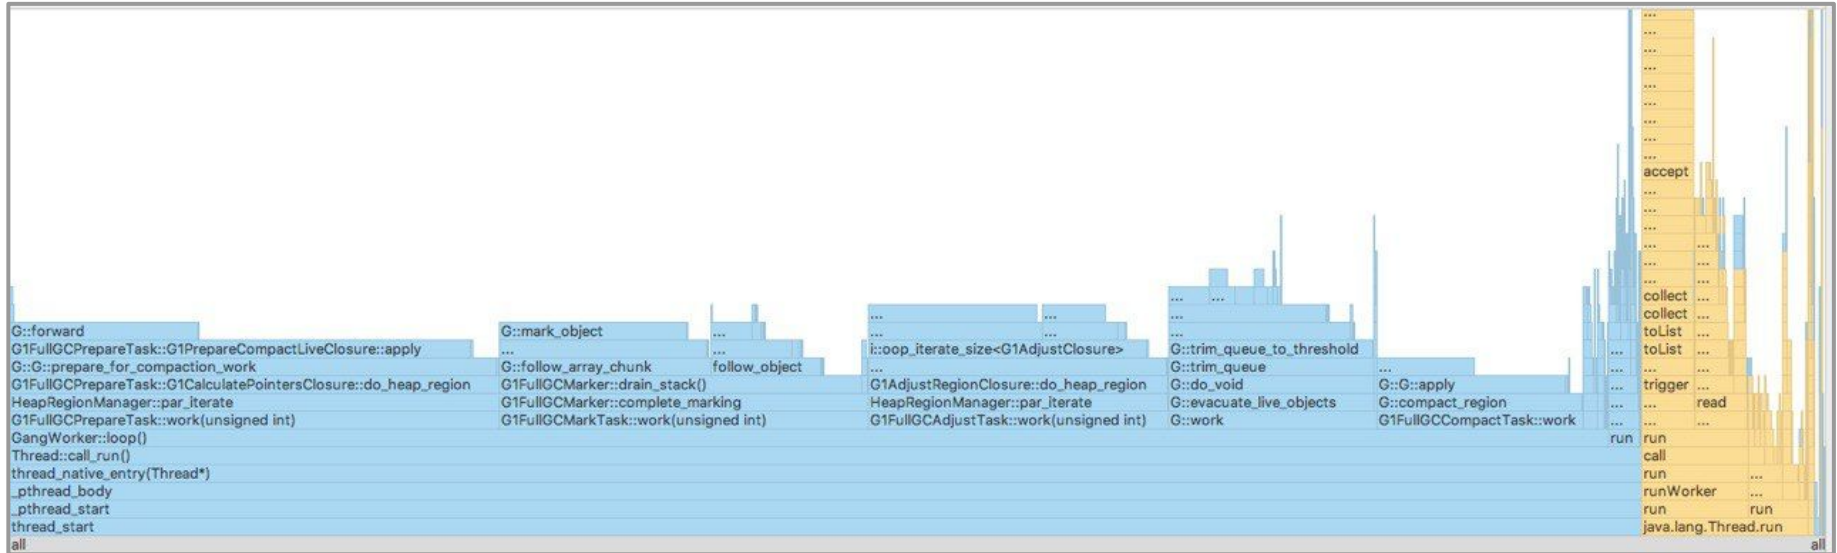 ...
...
...
...
...
...
...
...
...
accept
...
...
...
... ...
... ...
... ... collect ...
... ... ... collect ...
G::forward G::mark_object ... ... ... ... toList ...
G1FullGCPrepareTask::G1PrepareCompactLiveClosure::apply ... ... i::oop_iterate_size<G1AdjustClosure> G::trim_queue_to_threshold ... toList ...
G::G::prepare_for_compaction_work G::follow_array_chunk follow_object ... G::trim_queue ... ... ... ...
G1FullGCPrepareTask::G1CalculatePointersClosure::do_heap_region G1FullGCMarker::drain_stack() G1AdjustRegionClosure::do_heap_region G::do_void G::G::apply ... trigger ...
HeapRegionManager::par_iterate G1FullGCMarker::complete_marking HeapRegionManager::par_iterate G::evacuate_live_objects G::compact_region ... ... read
G1FullGCPrepareTask::work(unsigned int) G1FullGCMarkTask::work(unsigned int) G1FullGCAdjustTask::work(unsigned int) G::work G1FullGCCompactTask::work ... ... ...
GangWorker::loop() run run
Thread::call_run() call
thread_native_entry(Thread*) run ...
_pthread_body runWorker ...
_pthread_start run run
thread_start java.lang.Thread.run
all all